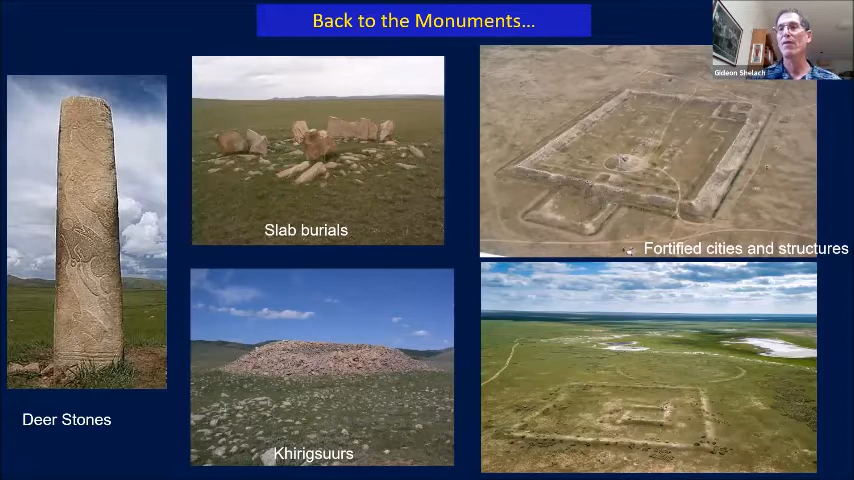 Back to the Monuments...
Gideon Shelach
Slab burials
Fortified cities and structures
Deer Stones
Khirigsuurs